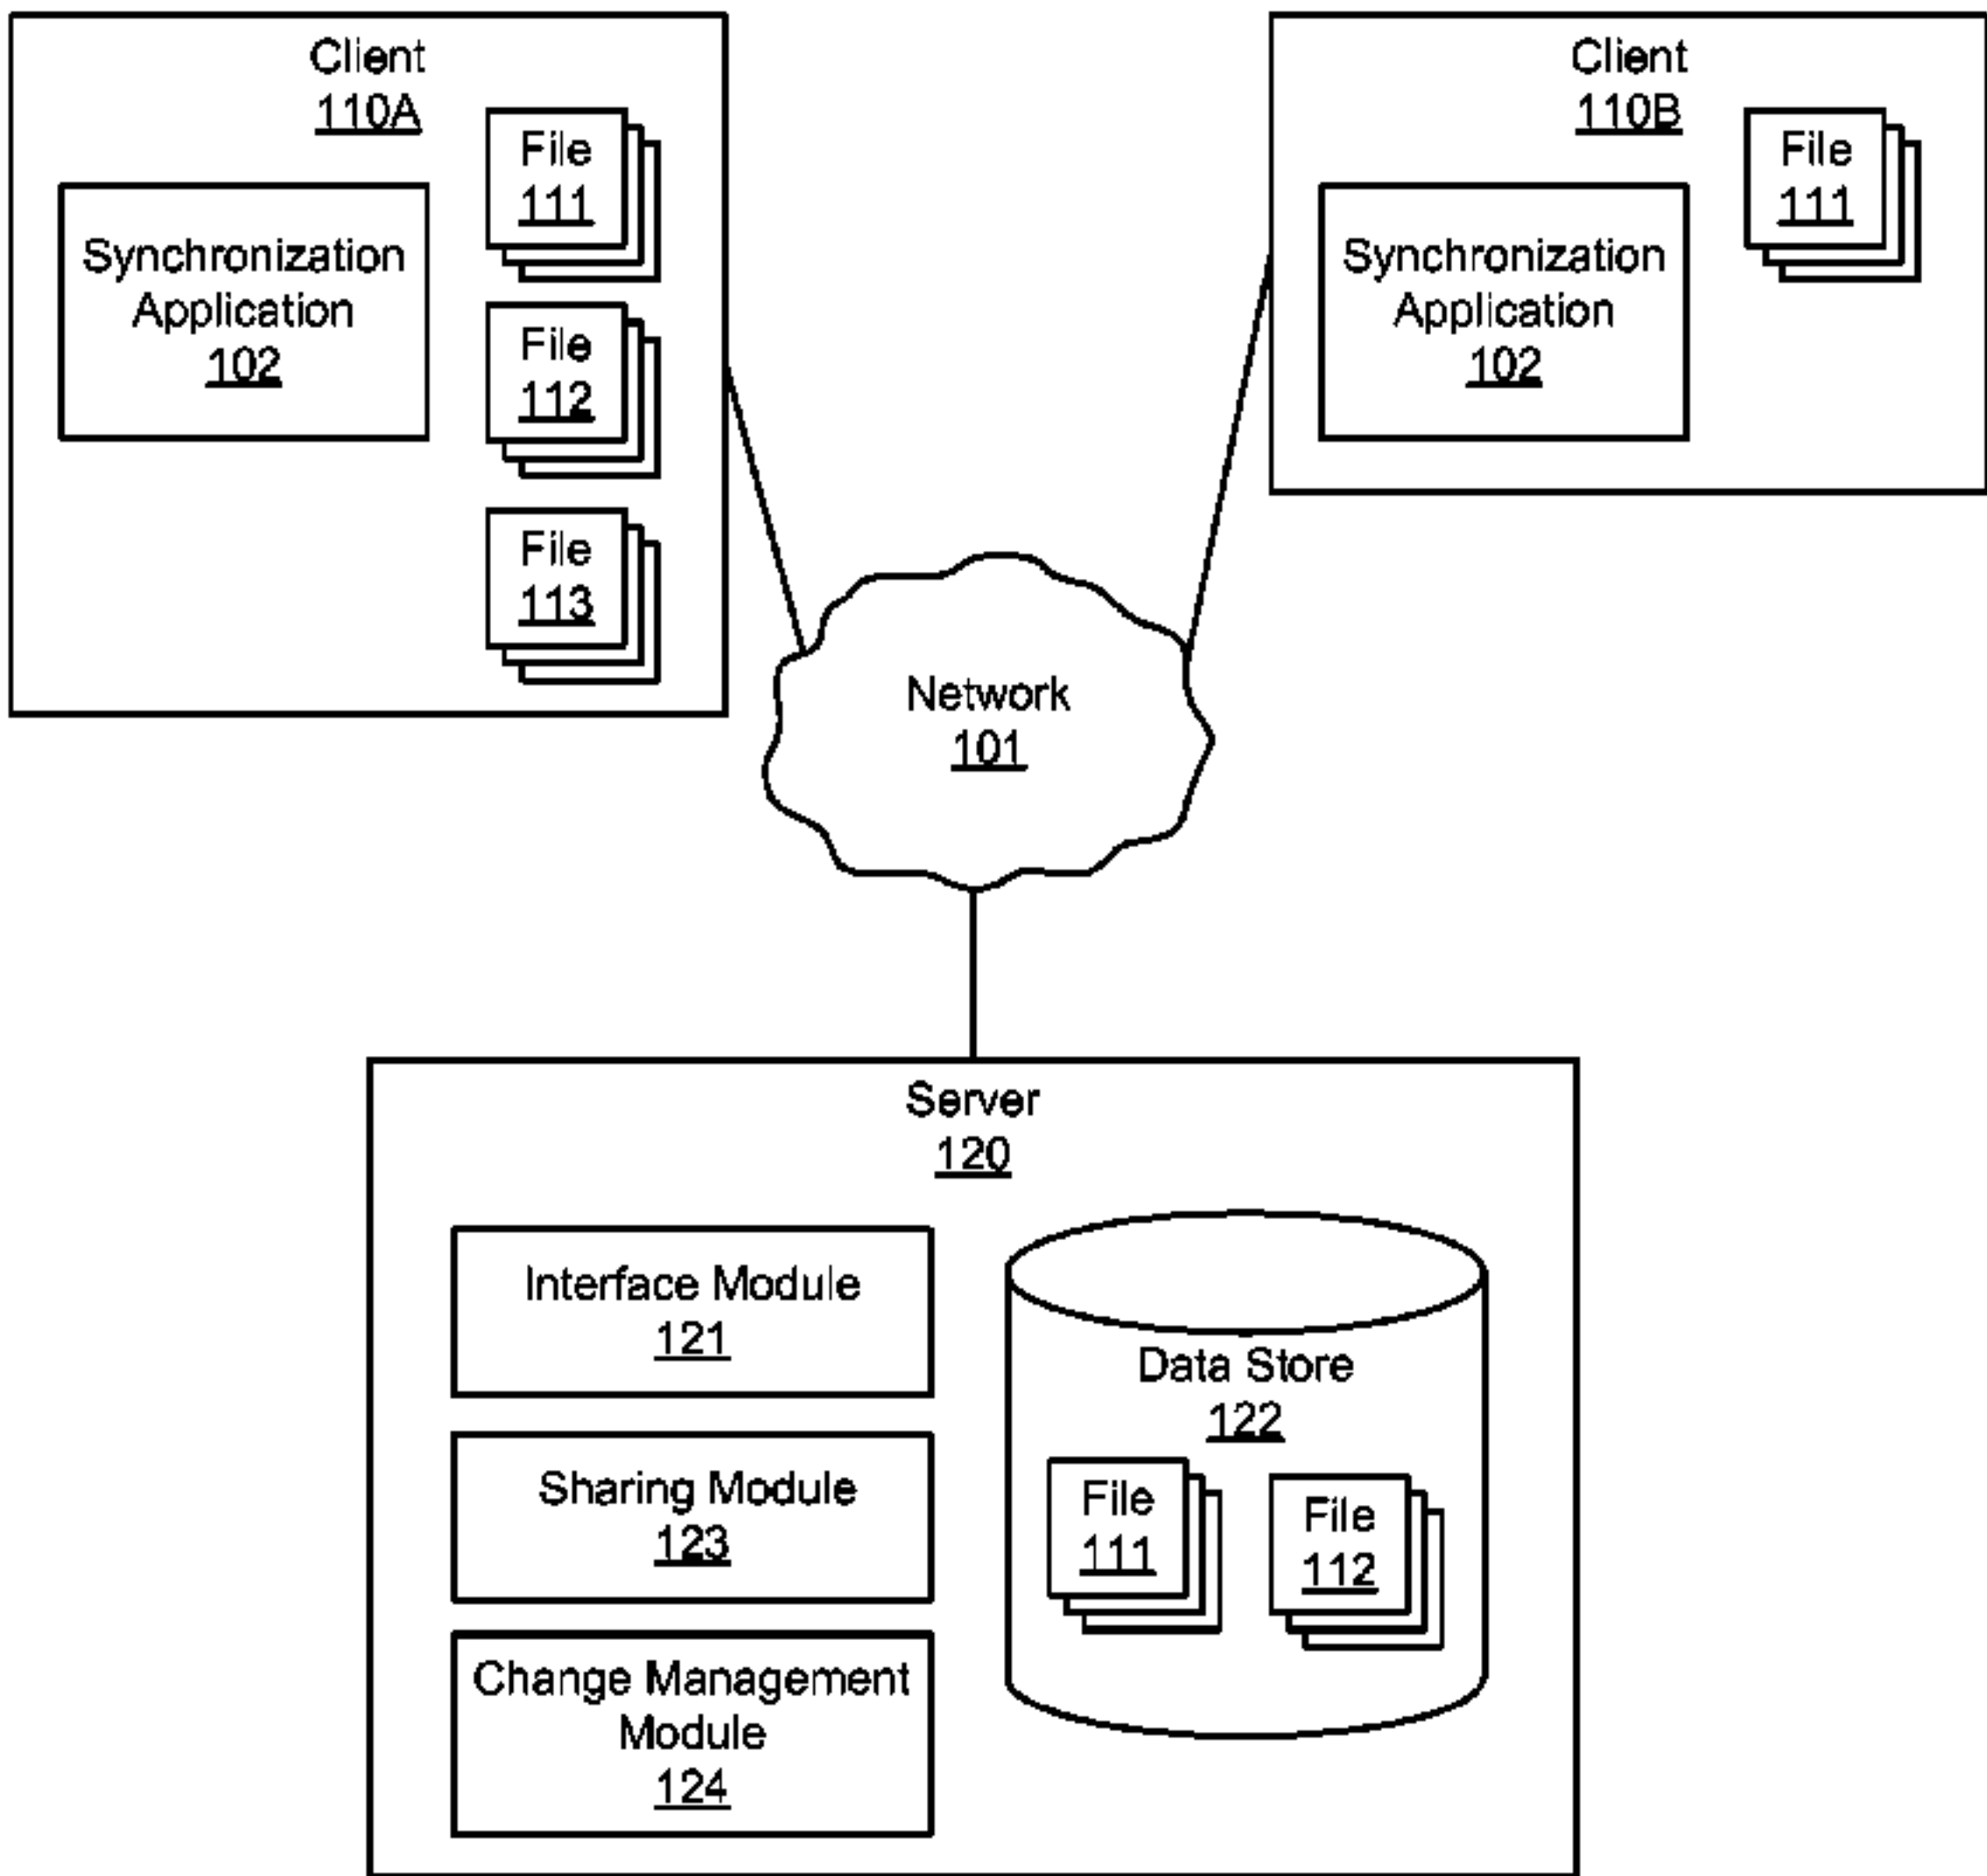 Client
110A
File
111
Synchronization
Application
102
File
112
File
113
Client
110B
File
111
Synchronization
Application
102
Network
101
Server
120
Interface Module
121
Sharing Module
123
Change Management
Module
124
Data Store
122
File
111
File
112